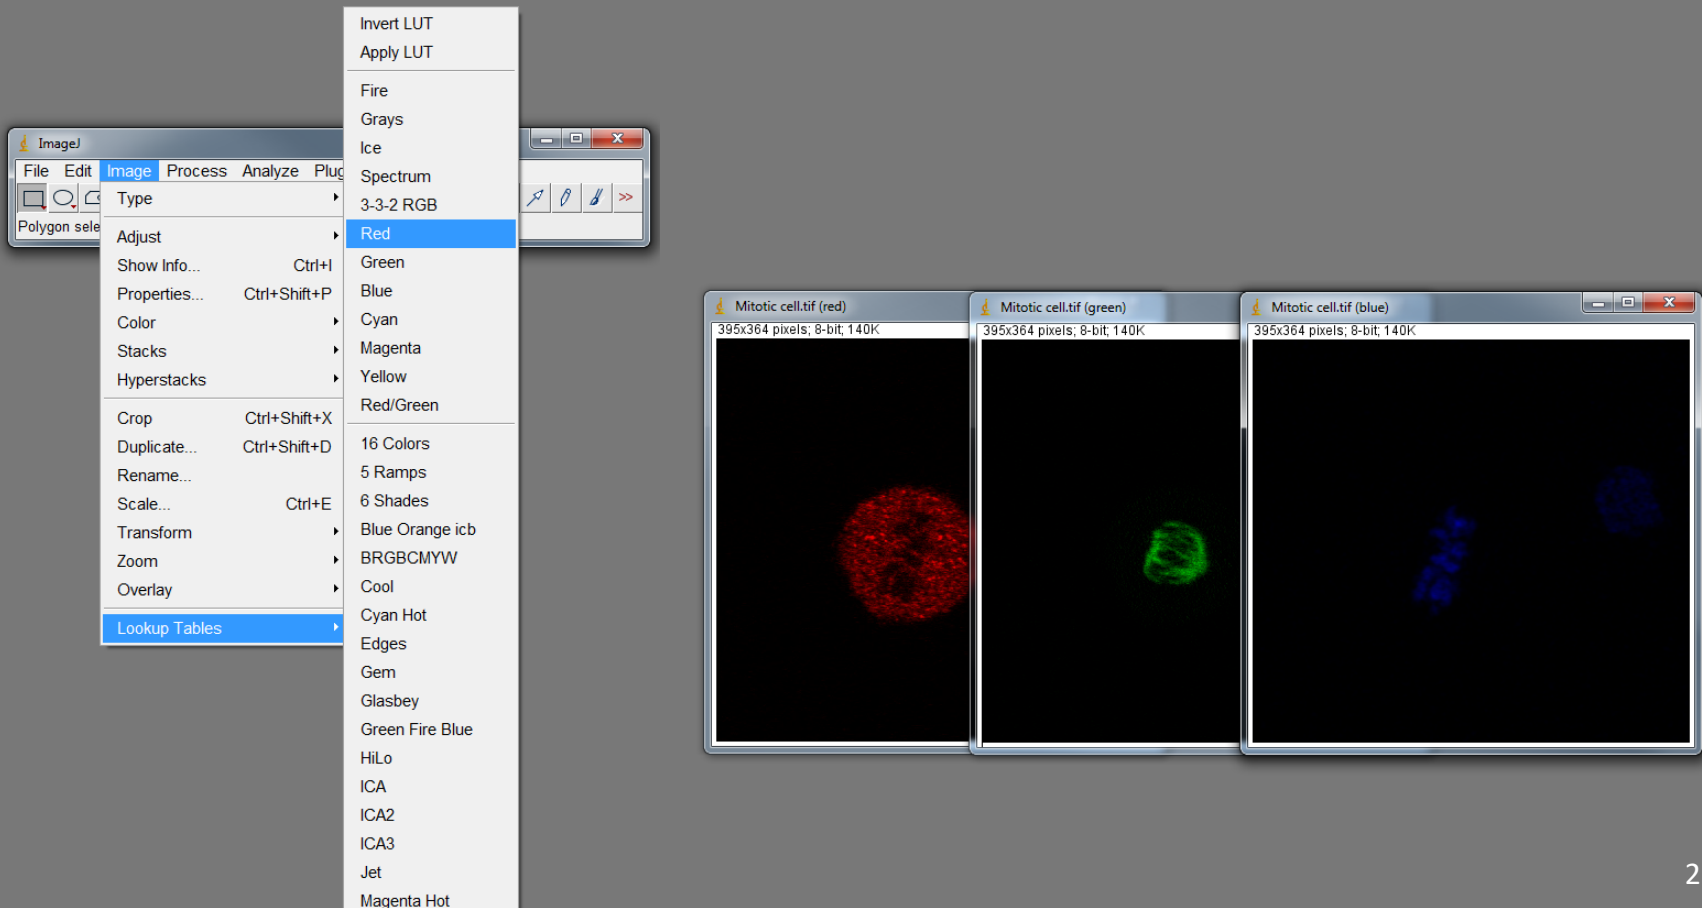 ImageJ
File Edit Image Process Analyze Plug
>>
Polygon sele
Type
Adjust
Show Info... Ctrl+I
Properties... Ctrl+Shift+P
Color
Stacks
Hyperstacks
Crop Ctrl+Shift+X
Duplicate... Ctrl+Shift+D
Rename...
Scale... Ctrl+E
Transform
Zoom
Overlay
Lookup Tables
Invert LUT
Apply LUT
Fire
Grays
Ice
Spectrum
3-3-2 RGB
Red
Green
Blue
Cyan
Magenta
Yellow
Red/Green
16 Colors
5 Ramps
6 Shades
Blue Orange icb
BRGBCMYW
Cool
Cyan Hot
Edges
Gem
Glasbey
Green Fire Blue
HiLo
ICA
ICA2
ICA3
Jet
Magenta Hot
Mitotic cell.tif (red)
395x364 pixels; 8-bit; 140K
Mitotic cell.tif (green)
395x364 pixels; 8-bit; 140K
Mitotic cell.tif (blue)
395x364 pixels; 8-bit; 140K
2